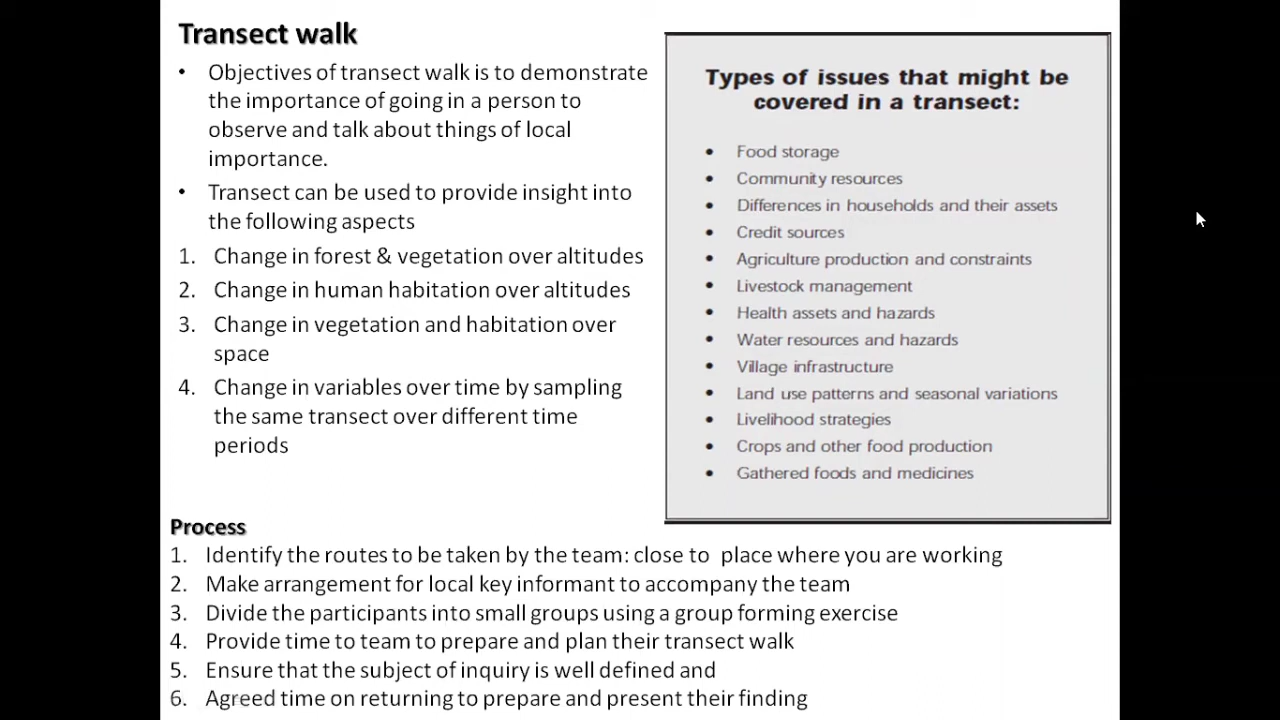 Transect walk
• Objectives of transect walk is to demonstrate
the importance of going in a person to
observe and talk about things of local
importance.
• Transect can be used to provide insight into
the following aspects
1. Change in forest & vegetation over altitudes
2. Change in human habitation over altitudes
3. Change in vegetation and habitation over
space
4. Change in variables over time by sampling
the same transect over different time
periods
Types of issues that might be
covered in a transect:
• Food storage
• Community resources
• Differences in households and their assets
• Credit sources
• Agriculture production and constraints
• Livestock management
• Health assets and hazards
• Water resources and hazards
• Village infrastructure
• Land use patterns and seasonal variations
• Livelihood strategies
• Crops and other food production
• Gathered foods and medicines
Process
1. Identify the routes to be taken by the team: close to place where you are working
2. Make arrangement for local key informant to accompany the team
3. Divide the participants into small groups using a group forming exercise
4. Provide time to team to prepare and plan their transect walk
5. Ensure that the subject of inquiry is well defined and
6. Agreed time on returning to prepare and present their finding